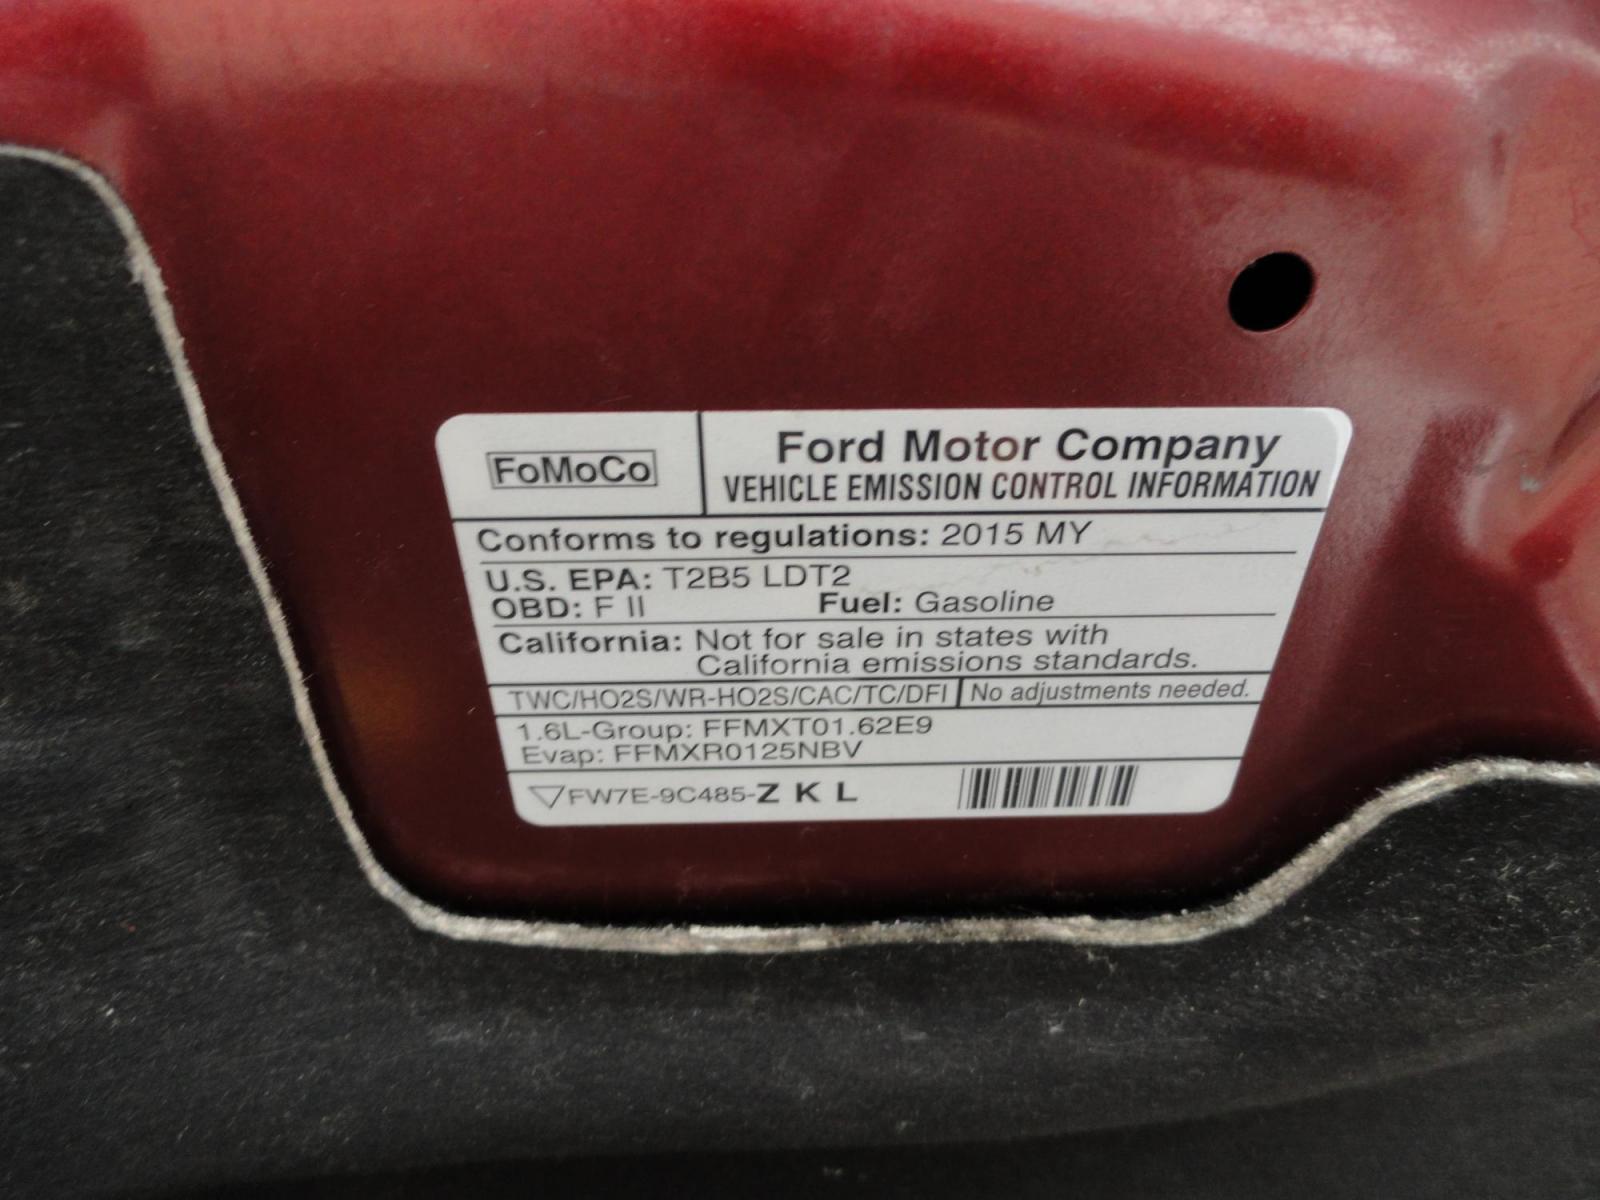 FoMoCo
Ford Motor Company
VEHICLE EMISSION CONTROL INFORMATION
Conforms to regulations: 2015 MY
U.S. EPA: T2B5 LDT2
OBD: F II Fuel: Gasoline
California: Not for sale in states with
California emissions standards.
TWC/HO2S/WR-HO2S/CAC/TC/DFI No adjustments needed.
1.6L-Group: FFMXT01.62E9
Evap: FFMXR0125NBV
FW7E-9C485-Z K L